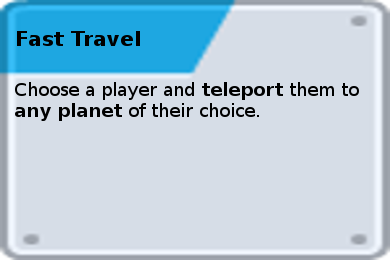 Fast Travel
Choose a player and teleport them to
any planet of their choice.